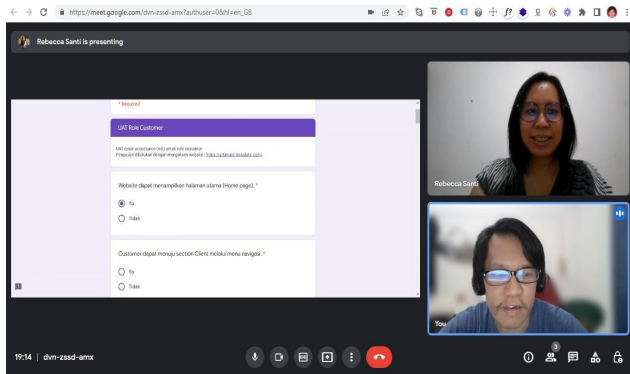 https://meet.google.com/dvn-zssd-amx?authuser=0&hl=en_GB
Rebecca Santi is presenting
* Required
UAT Role Customer
UAT (user acceptance test) untuk role customer
Pengujian dilakukan dengan mengakses website :
Website dapat menampilkan halaman utama (Home page). *
Ya
Tidak
Customer dapat menuju section Client melalui menu navigasi. *
Ya
Tidak
Rebecca Santi
You
19:14 | dvn-zssd-amx
3